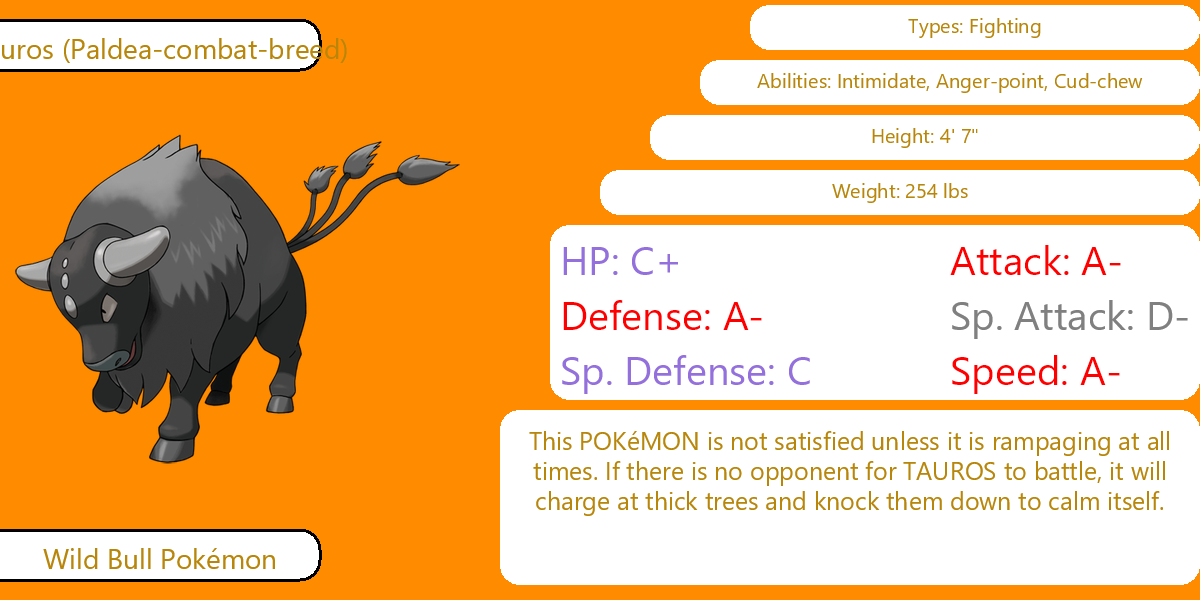 uros (Paldea-combat-breed)
Types: Fighting
Abilities: Intimidate, Anger-point, Cud-chew
Height: 4' 7"
Weight: 254 lbs
HP: C+
Attack: A-
Defense: A-
Sp. Attack: D-
Sp. Defense: C
Speed: A-
This POKéMON is not satisfied unless it is rampaging at all
times. If there is no opponent for TAUROS to battle, it will
charge at thick trees and knock them down to calm itself.
Wild Bull Pokémon